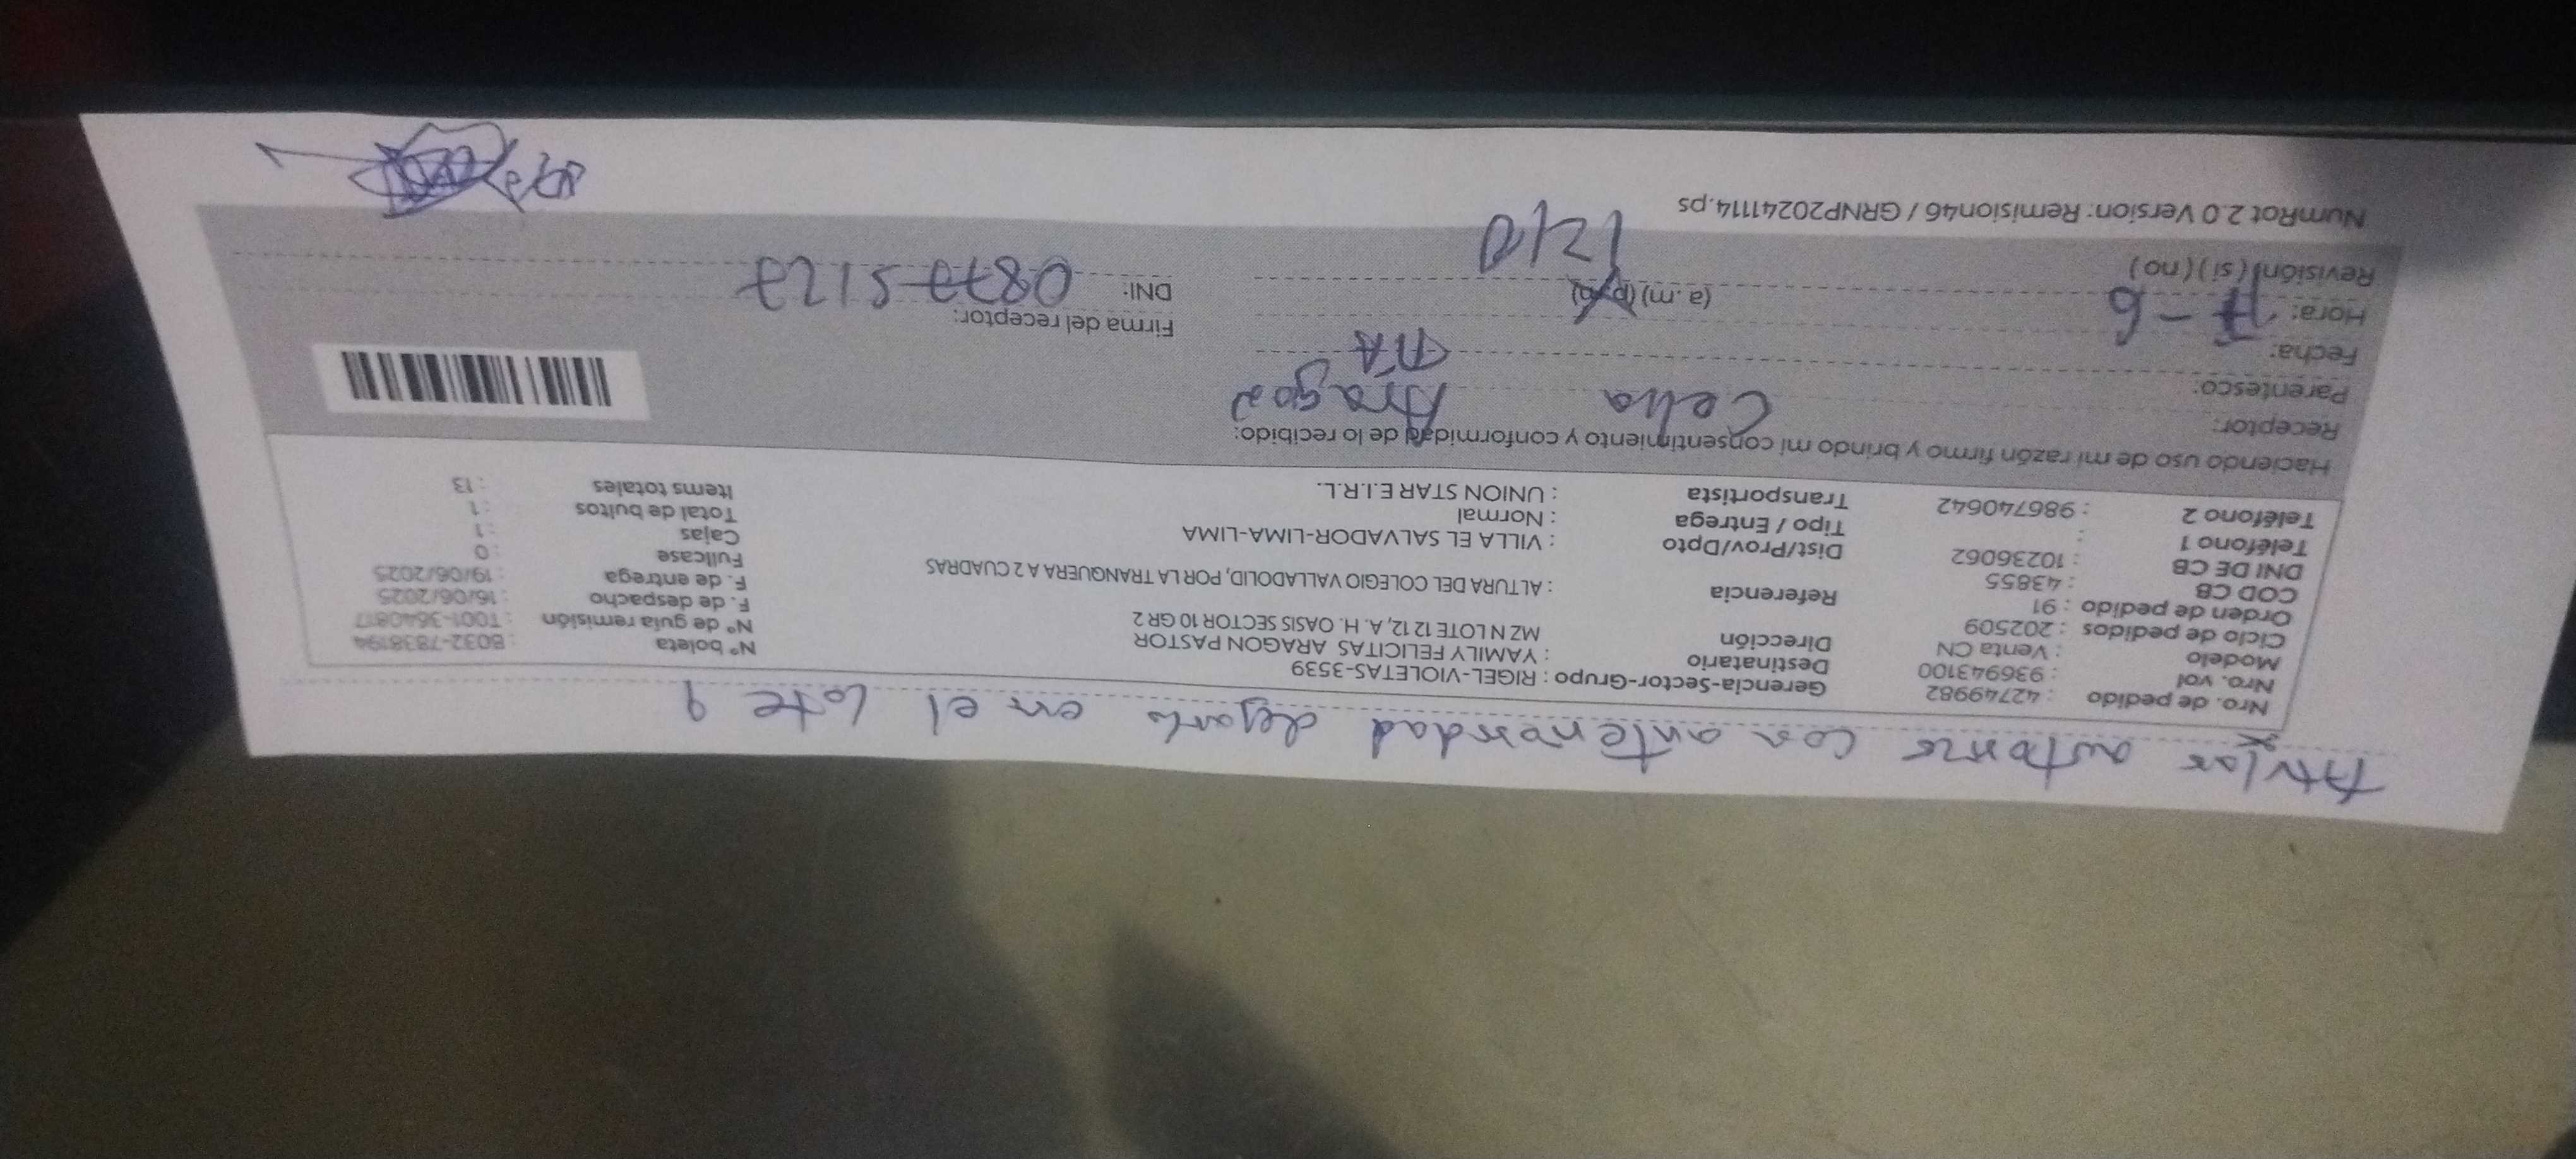 autorizo con anterioridad dejarlo en el Lote 9
Nro. de pedido : 42749982 Gerencia-Sector-Grupo : RIGEL-VIOLETAS-3539 N° boleta : B032-7838194
Nro. vol : 936943100 Destinatario : YAMILY FELICITAS ARAGON PASTOR N° de guía remisión : T001-3640817
Modelo : Venta CN Dirección MZ N LOTE 12 12, A. H. OASIS SECTOR 10 GR 2 F. de despacho : 16/06/2025
Ciclo de pedidos : 202509 Referencia : ALTURA DEL COLEGIO VALLADOLID, POR LA TRANQUERA A 2 CUADRAS F. de entrega : 19/06/2025
Orden de pedido : 91 Dist/Prov/Dpto : VILLA EL SALVADOR-LIMA-LIMA Fullcase : 0
COD CB : 43855 Tipo / Entrega : Normal Cajas : 1
DNI DE CB : 10236062 Transportista : UNION STAR E.I.R.L. Total de bultos : 1
Teléfono 1 : Items totales : 13
Teléfono 2 : 986740642
Haciendo uso de mi razón firmo y brindo mi consentimiento y conformidad de lo recibido:
Receptor: Celia Aragon
Parentesco: TÍA
Fecha:
Hora: 17-6 (a.m) (p.m) Firma del receptor:
Revisión (si) (no) 1210 DNI: 08775127
NumRot 2.0 Version: Remision46 / GRNP20241114.ps